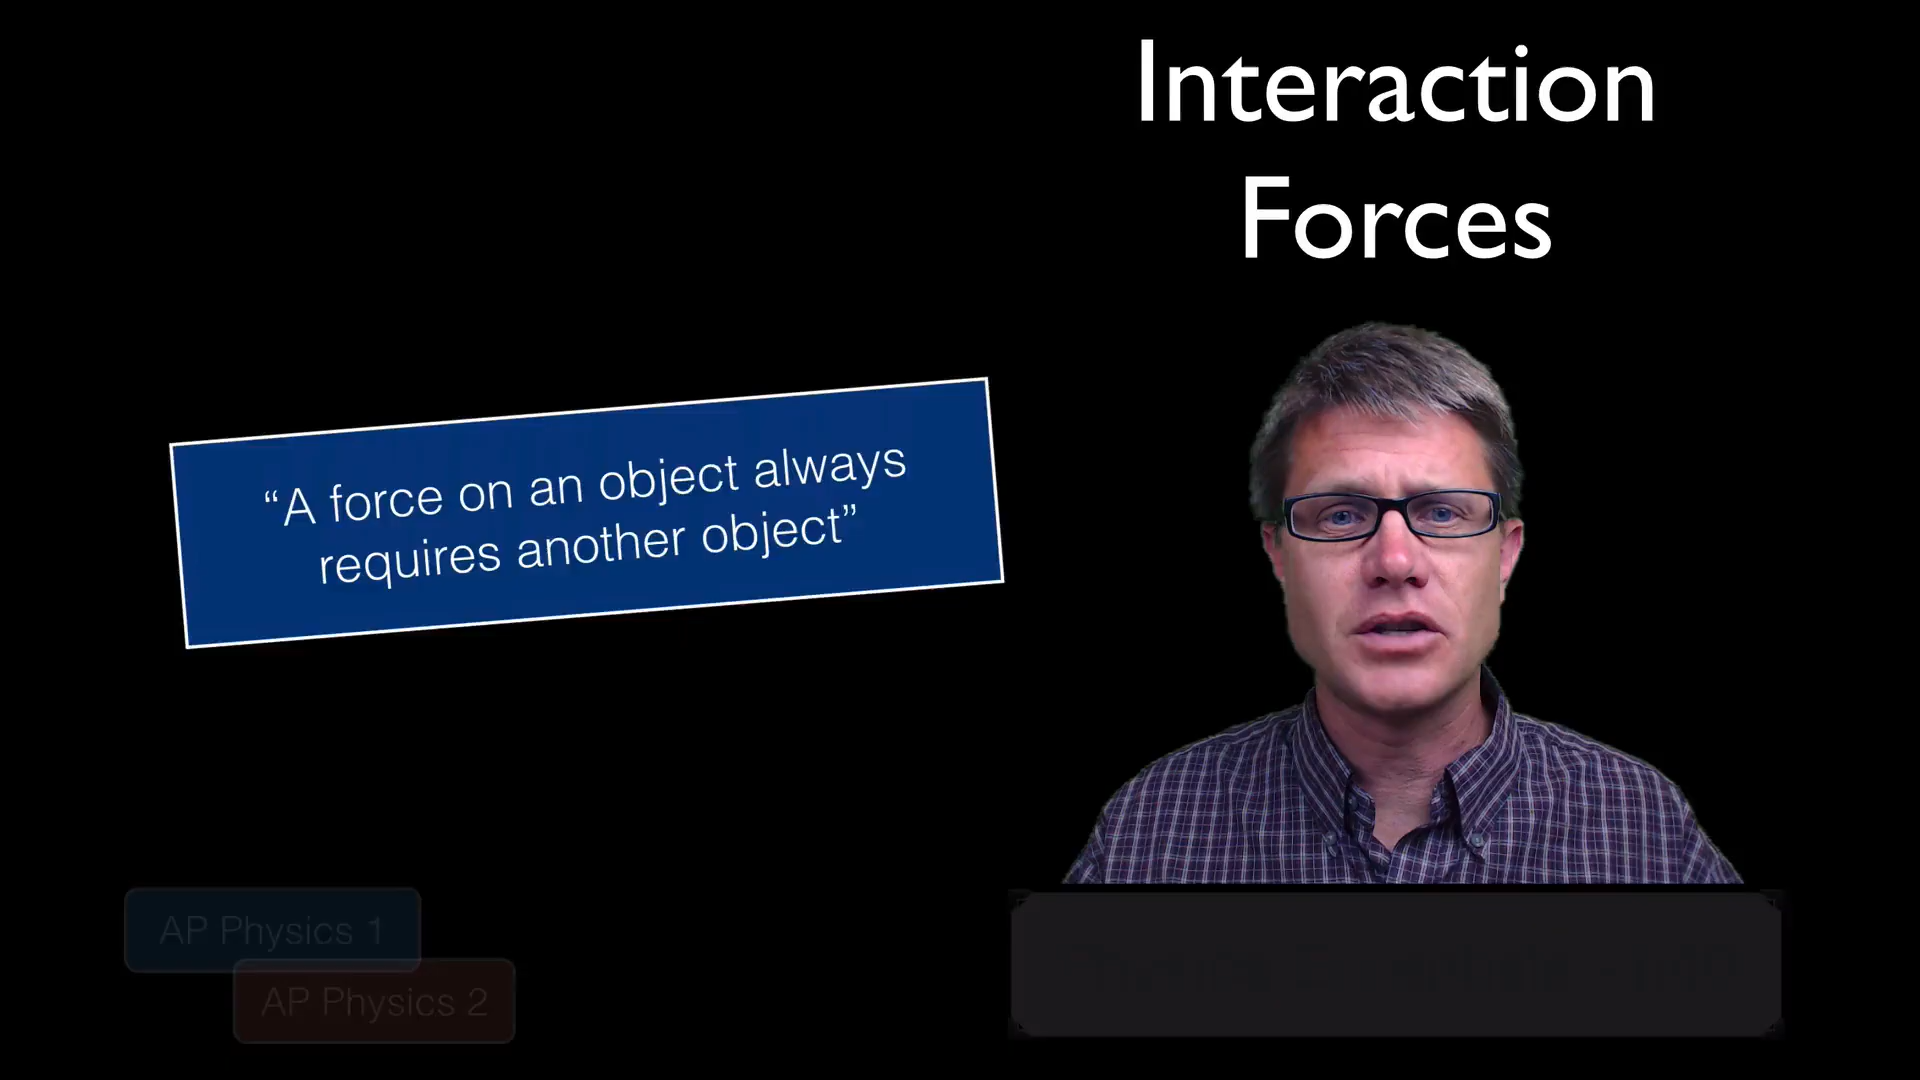 Interaction
Forces
“A force on an object always
requires another object”
AP Physics 1
AP Physics 2